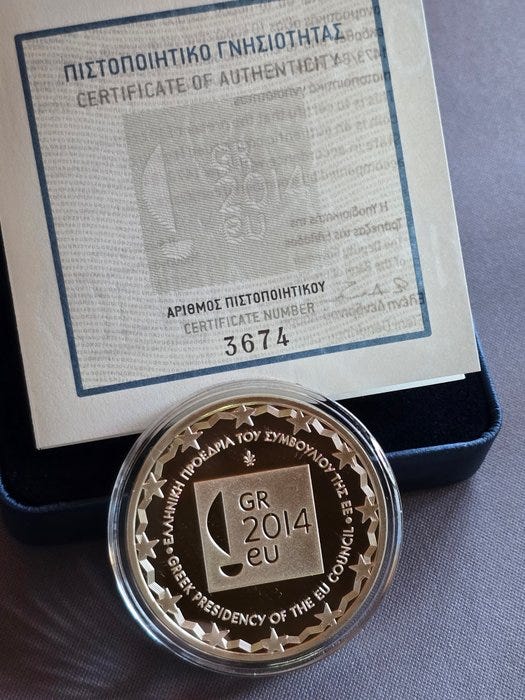 ΠΙΣΤΟΠΟΙΗΤΙΚΟ ΓΝΗΣΙΟΤΗΤΑΣ
CERTIFICATE OF AUTHENTICITY
GR
2014
eu
ΑΡΙΘΜΟΣ ΠΙΣΤΟΠΟΙΗΤΙΚΟΥ
CERTIFICATE NUMBER
3674
• ΕΛΛΗΝΙΚΗ ΠΡΟΕΔΡΙΑ ΤΟΥ ΣΥΜΒΟΥΛΙΟΥ ΤΗΣ ΕΕ •
GREEK PRESIDENCY OF THE EU COUNCIL
GR
2014
eu